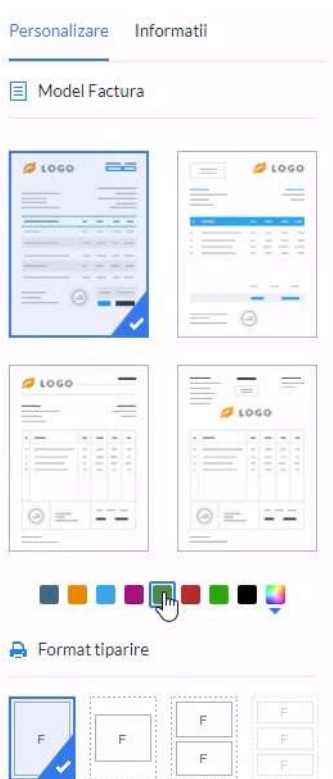 Personalizare Informatii
Model Factura
LOGO
LOGO
LOGO
LOGO
Format tiparire
F F F F
F F
F